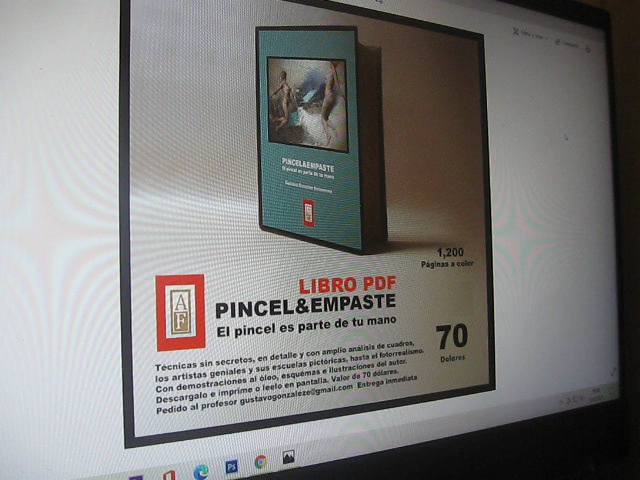 PINCEL&EMPASTE
El pincel es parte de tu mano
AF
1,200
Páginas a color
LIBRO PDF
PINCEL&EMPASTE
El pincel es parte de tu mano
70
Dolares
Técnicas sin secretos, en detalle y con amplio análisis de cuadros,
los artistas geniales y sus escuelas pictóricas, hasta el fotorrealismo.
Con demostraciones al óleo, esquemas e ilustraciones del autor.
Descargalo e imprime o leelo en pantalla. Valor de 70 dólares.
Pedido al profesor gustavogonzaleze@gmail.com Entrega inmediata
Ps